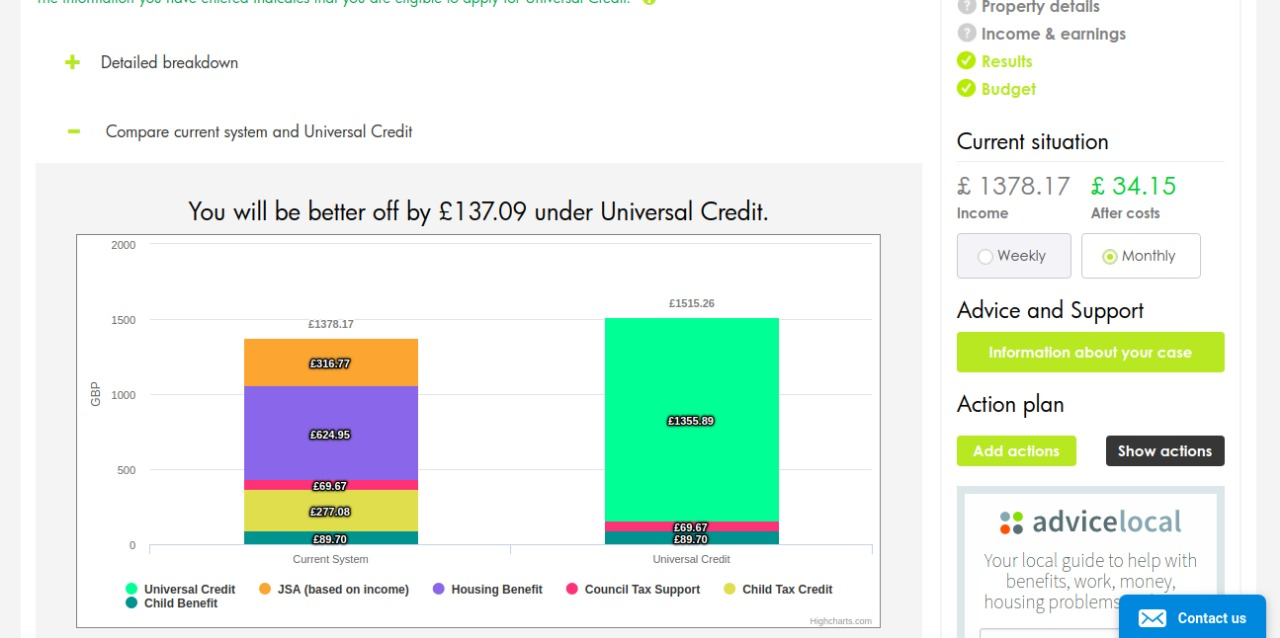 The information you have entered indicates that you are eligible to apply for Universal Credit.
Detailed breakdown
Compare current system and Universal Credit
You will be better off by £137.09 under Universal Credit.
2000
1500
1000
500
0
GBP
£1378.17
£316.77
£624.95
£69.67
£277.08
£89.70
£1515.26
£1355.89
£69.67
£89.70
Current System
Universal Credit
Universal Credit
JSA (based on income)
Housing Benefit
Council Tax Support
Child Tax Credit
Child Benefit
Highcharts.com
? Property details
? Income & earnings
Results
Budget
Current situation
£ 1378.17 £ 34.15
Income After costs
Weekly Monthly
Advice and Support
Information about your case
Action plan
Add actions Show actions
advicelocal
Your local guide to help with
benefits, work, money,
housing problems
Contact us